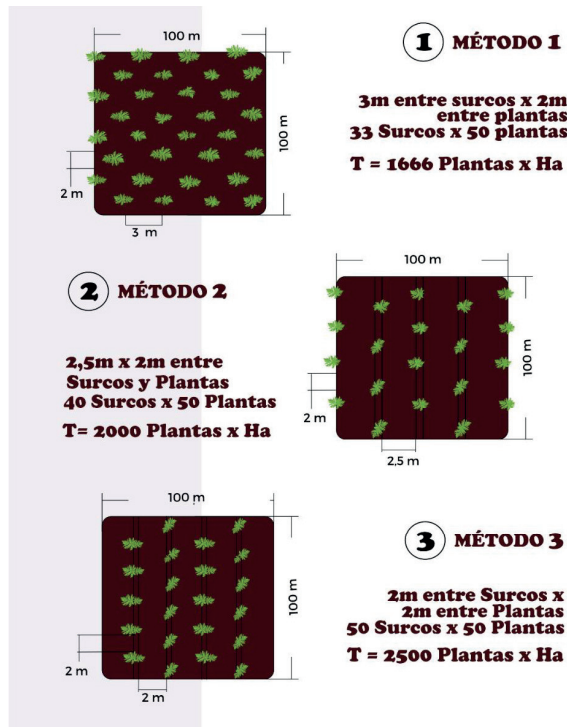 100 m
100 m
2 m
3 m
1 MÉTODO 1
3m entre surcos x 2m
entre plantas
33 Surcos x 50 plantas
T = 1666 Plantas x Ha
2 MÉTODO 2
2,5m x 2m entre
Surcos y Plantas
40 Surcos x 50 Plantas
T= 2000 Plantas x Ha
100 m
100 m
2 m
2,5 m
100 m
100 m
2 m
2 m
3 MÉTODO 3
2m entre Surcos x
2m entre Plantas
50 Surcos x 50 Plantas
T = 2500 Plantas x Ha